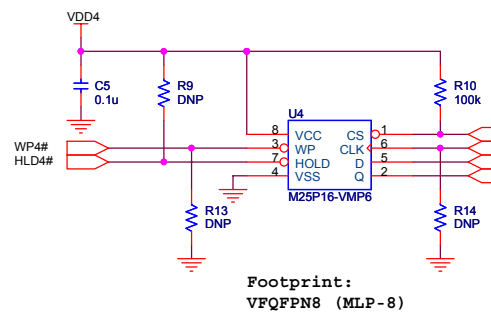 VDD4
C5
0.1u
R9
DNP
R10
100k
U4
8 VCC CS 1
WP4# 3 WP CLK 6
HLD4# 7 HOLD D 5
4 VSS Q 2
M25P16-VMP6
R13
DNP
R14
DNP
Footprint:
VFQFPN8 (MLP-8)